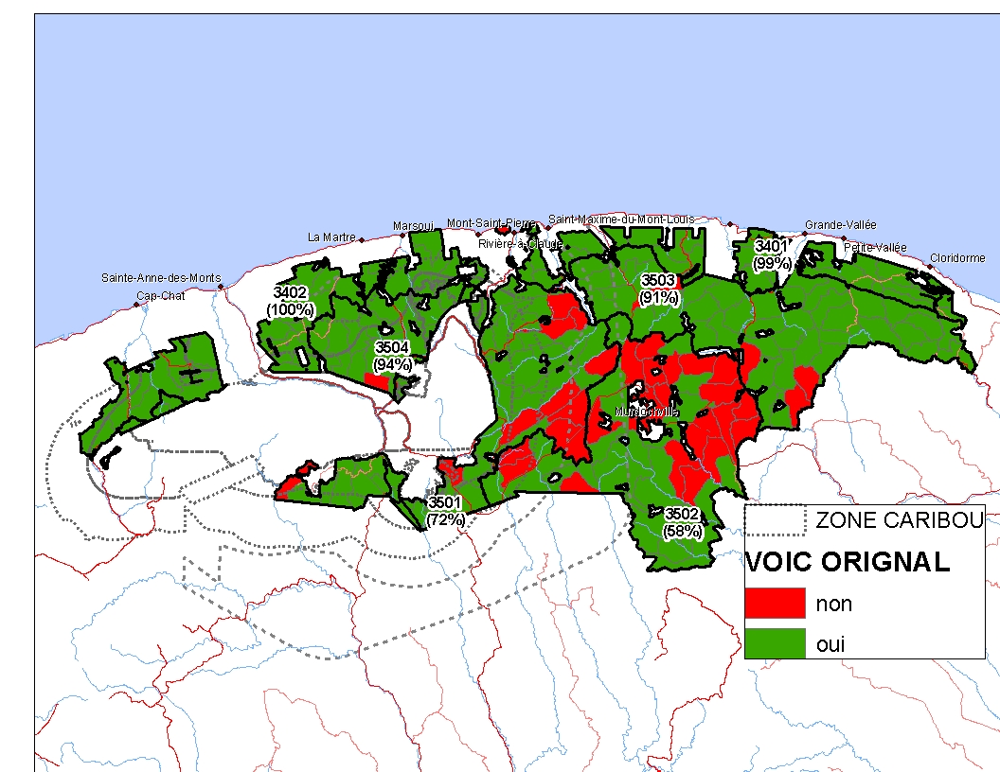 Saint-Maxime-du-Mont-Louis
Mont-Saint-Pierre
Marsoui
Grande-Vallée
La Martre
Rivière-à-Claude
Petite-Vallée
Cloridorme
3401
(99%)
Sainte-Anne-des-Monts
3503
(91%)
3402
(100%)
Cap-Chat
3504
(94%)
Murdochville
3501
(72%)
3502
(58%)
ZONE CARIBOU
VOIC ORIGNAL
non
oui